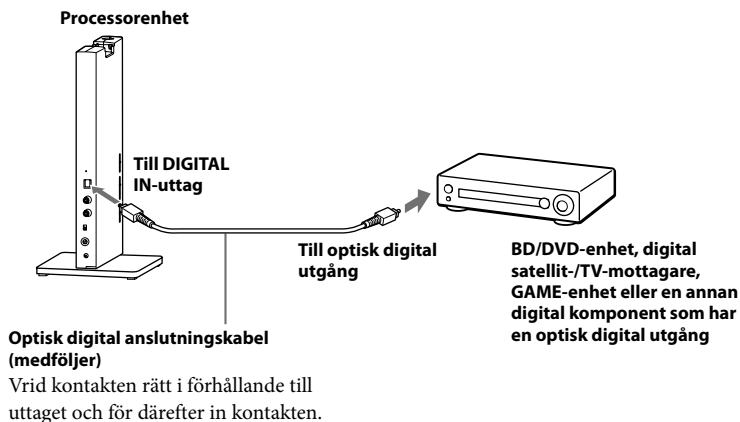 Processorenhet
Till DIGITAL
IN-uttag
Till optisk digital
utgång
BD/DVD-enhet, digital
satellit-/TV-mottagare,
GAME-enhet eller en annan
digital komponent som har
en optisk digital utgång
Optisk digital anslutningskabel
(medföljer)
Vrid kontakten rätt i förhållande till
uttaget och för därefter in kontakten.